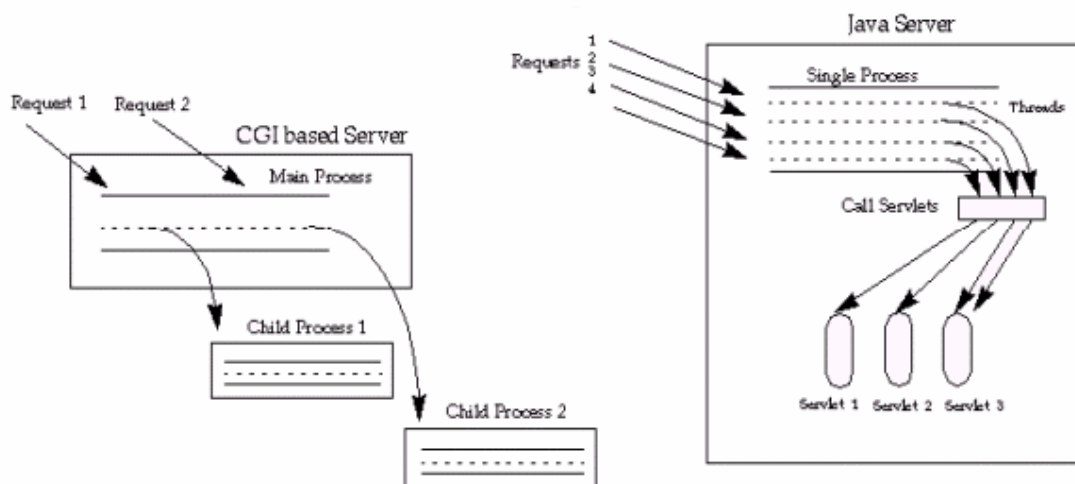 Request 1
Request 2
CGI based Server
Main Process
Child Process 1
Child Process 2
Java Server
Requests
1
2
3
4
Single Process
Threads
Call Servlets
Servlet 1
Servlet 2
Servlet 3